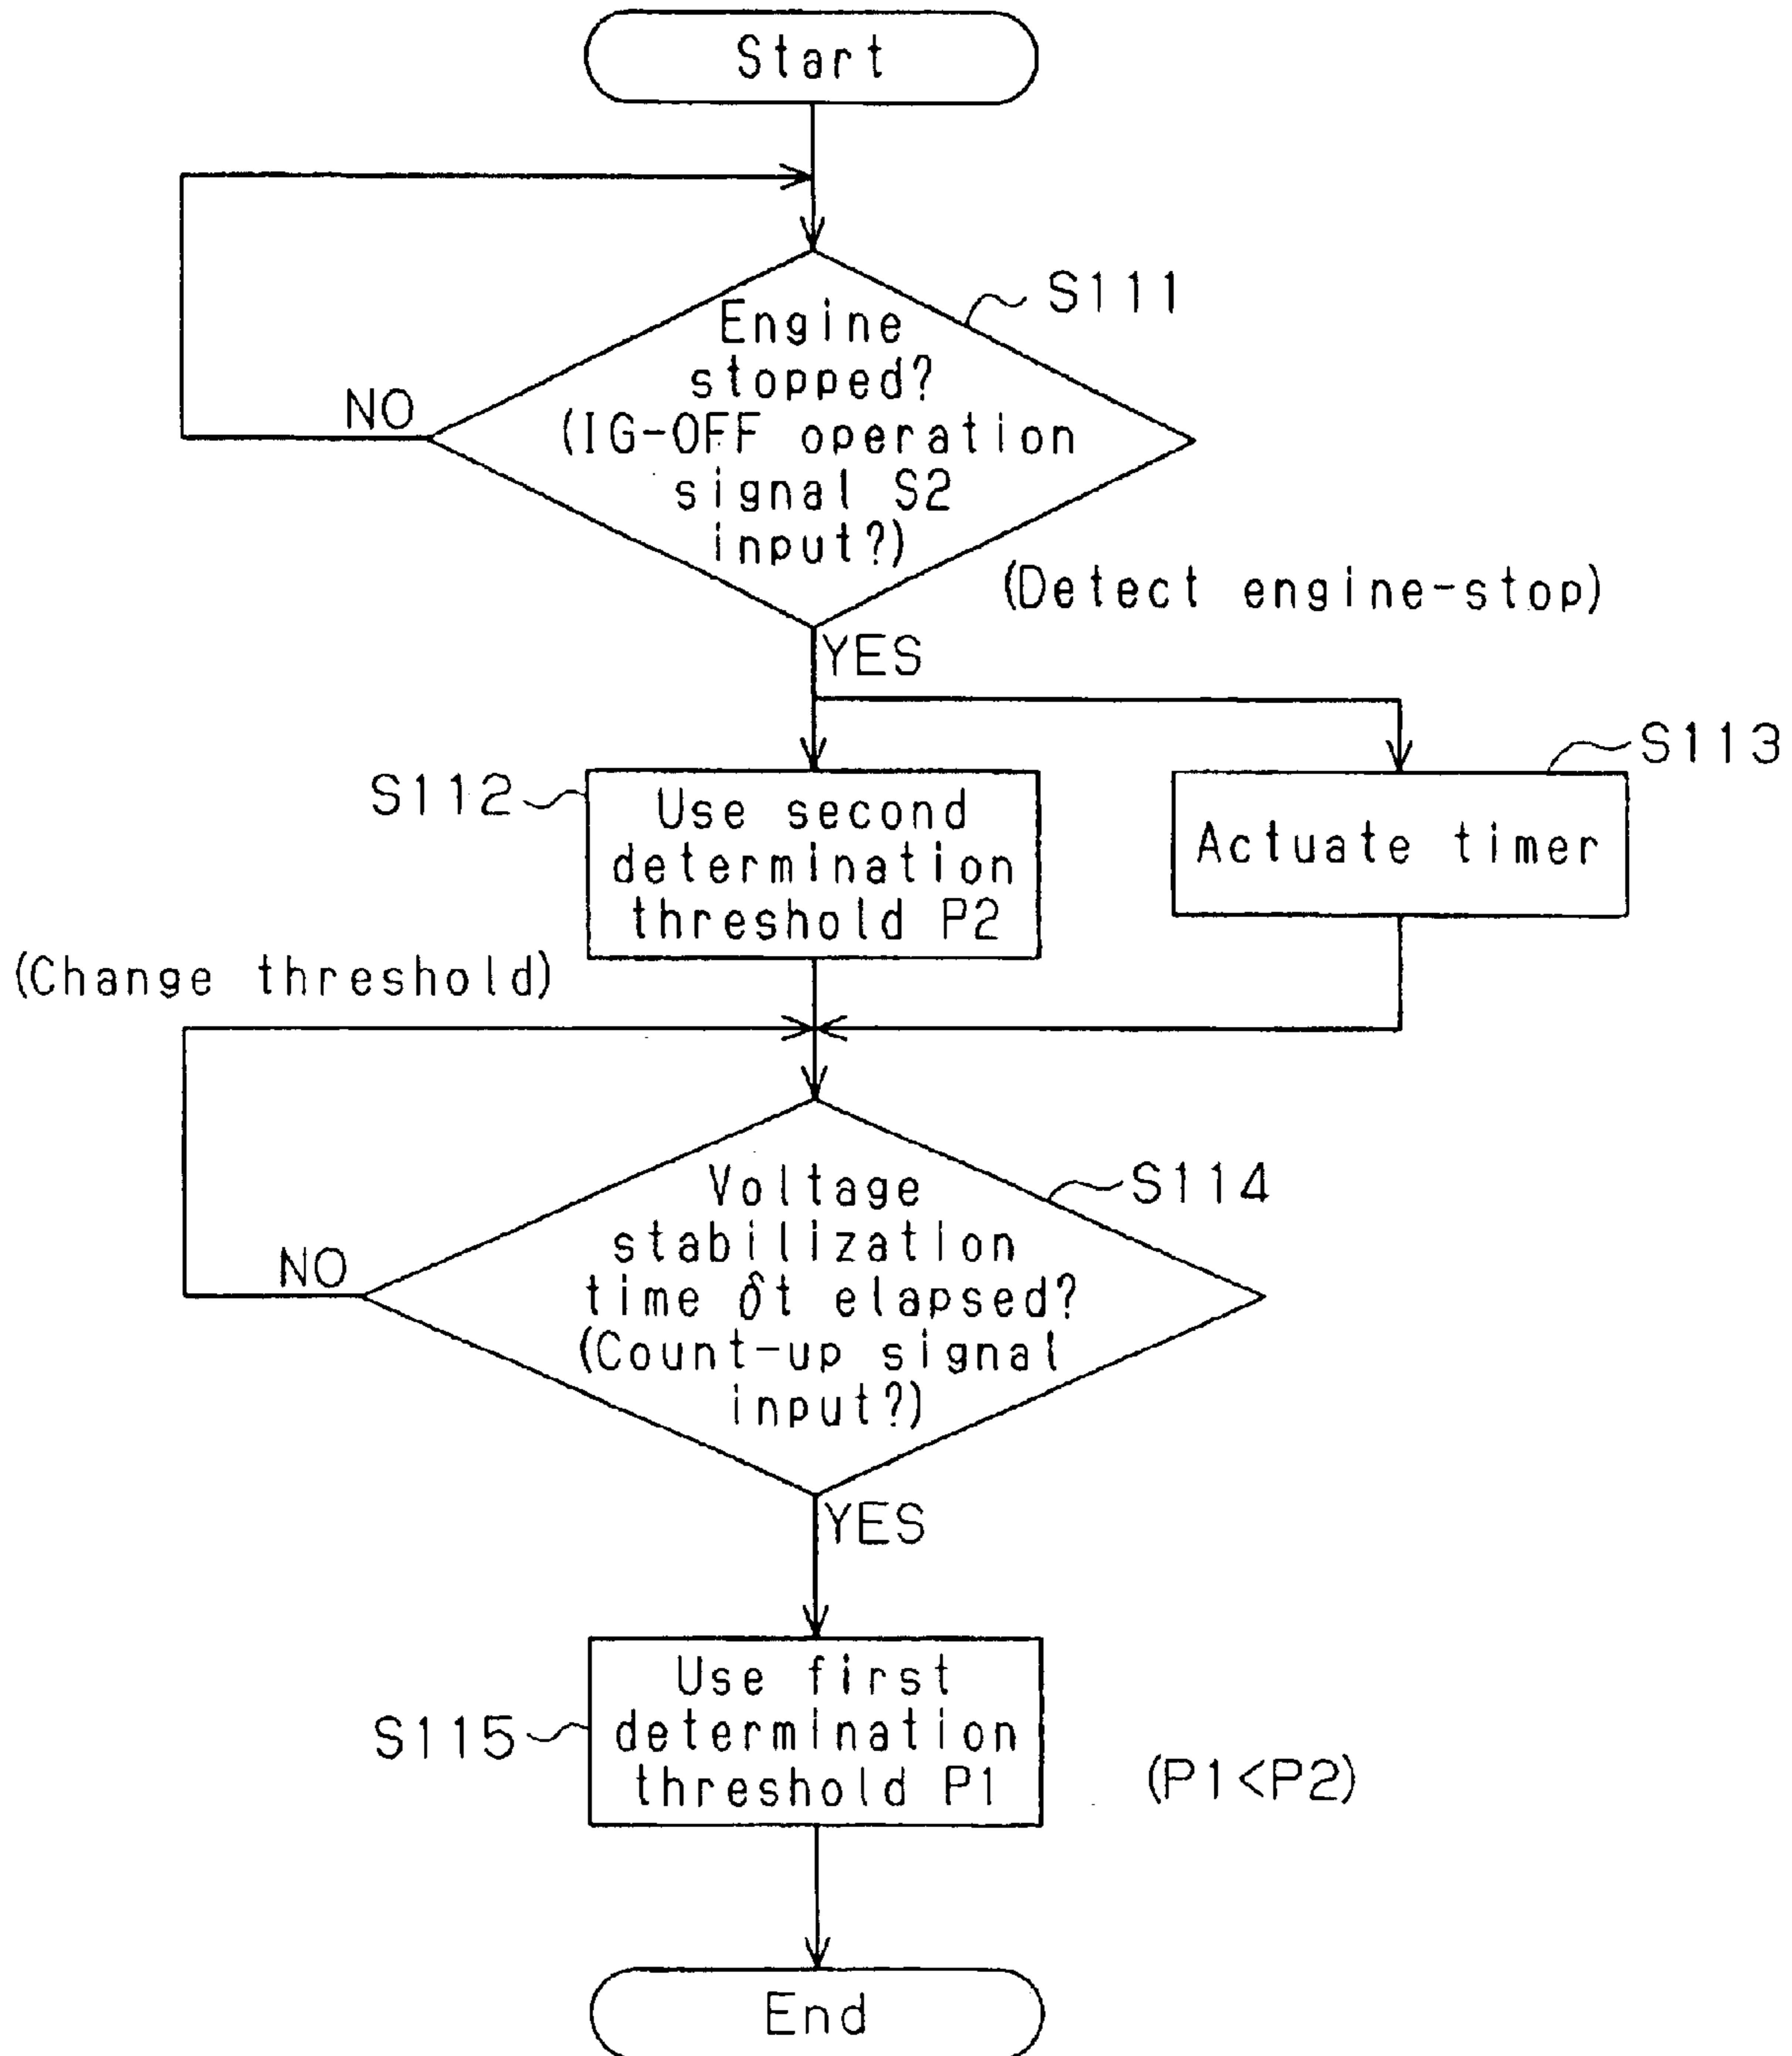 Start
S111
Engine
stopped?
(IG-OFF operation
signal S2
input?)
NO
(Detect engine-stop)
YES
S112
Use second
determination
threshold P2
S113
Actuate timer
(Change threshold)
S114
Voltage
stabilization
time δt elapsed?
(Count-up signal
input?)
NO
YES
S115
Use first
determination
threshold P1
(P1<P2)
End